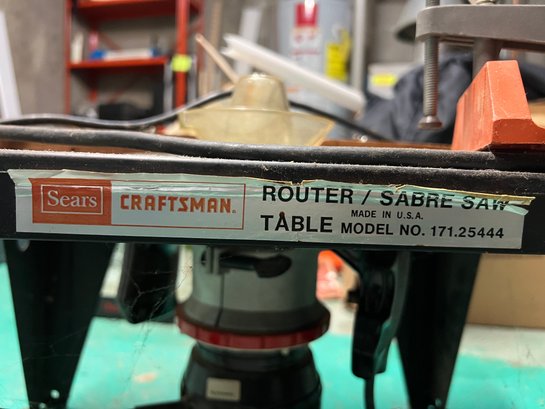 Sears CRAFTSMAN. ROUTER / SABRE SAW
MADE IN U.S.A.
TABLE MODEL NO. 171.25444